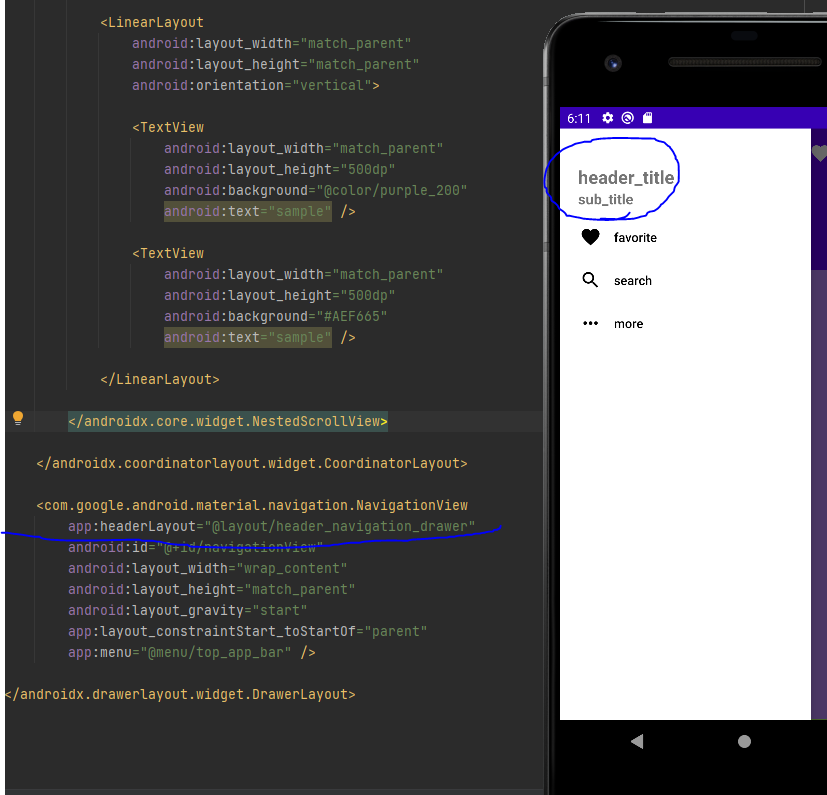 <LinearLayout
android:layout_width="match_parent"
android:layout_height="match_parent"
android:orientation="vertical">
<TextView
android:layout_width="match_parent"
android:layout_height="500dp"
android:background="@color/purple_200"
android:text="sample" />
<TextView
android:layout_width="match_parent"
android:layout_height="500dp"
android:background="#AEF665"
android:text="sample" />
</LinearLayout>
</androidx.core.widget.NestedScrollView>
</androidx.coordinatorlayout.widget.CoordinatorLayout>
<com.google.android.material.navigation.NavigationView
app:headerLayout="@layout/header_navigation_drawer"
android:id="@+id/navigationView"
android:layout_width="wrap_content"
android:layout_height="match_parent"
android:layout_gravity="start"
app:layout_constraintStart_toStartOf="parent"
app:menu="@menu/top_app_bar" />
</androidx.drawerlayout.widget.DrawerLayout>
6:11
header_title
sub_title
favorite
search
more